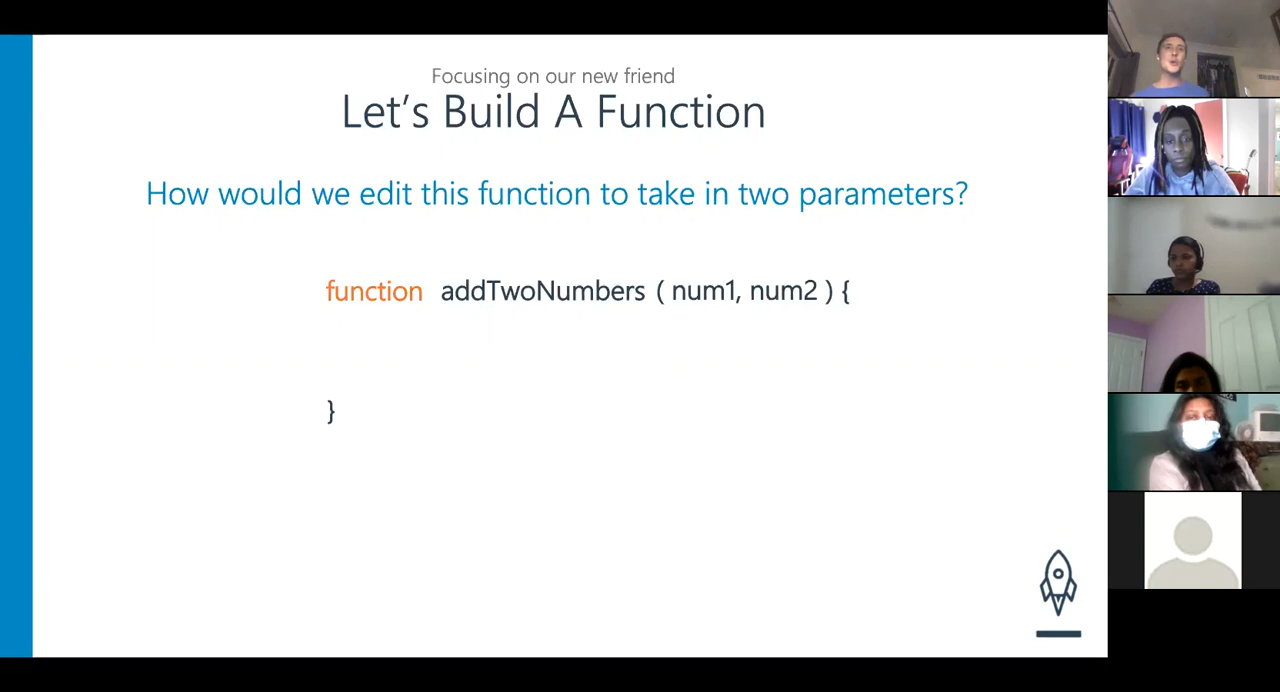 Focusing on our new friend
Let's Build A Function
How would we edit this function to take in two parameters?
function addTwoNumbers ( num1, num2 ) {
}